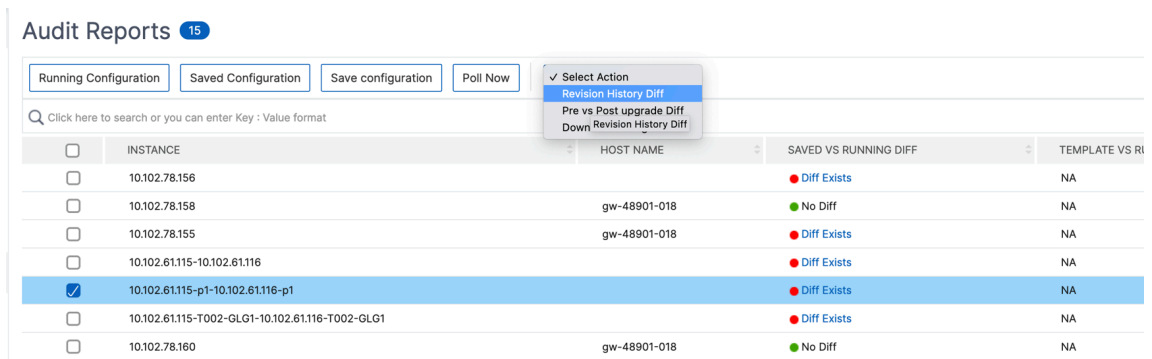 Audit Reports 15
Running Configuration Saved Configuration Save configuration Poll Now ✓ Select Action
Revision History Diff
Pre vs Post upgrade Diff
Down Revision History Diff
Click here to search or you can enter Key : Value format
INSTANCE HOST NAME SAVED VS RUNNING DIFF TEMPLATE VS
10.102.78.156 Diff Exists NA
10.102.78.158 gw-48901-018 No Diff NA
10.102.78.155 gw-48901-018 Diff Exists NA
10.102.61.115-10.102.61.116 Diff Exists NA
10.102.61.115-p1-10.102.61.116-p1 Diff Exists NA
10.102.61.115-T002-GLG1-10.102.61.116-T002-GLG1 Diff Exists NA
10.102.78.160 gw-48901-018 No Diff NA